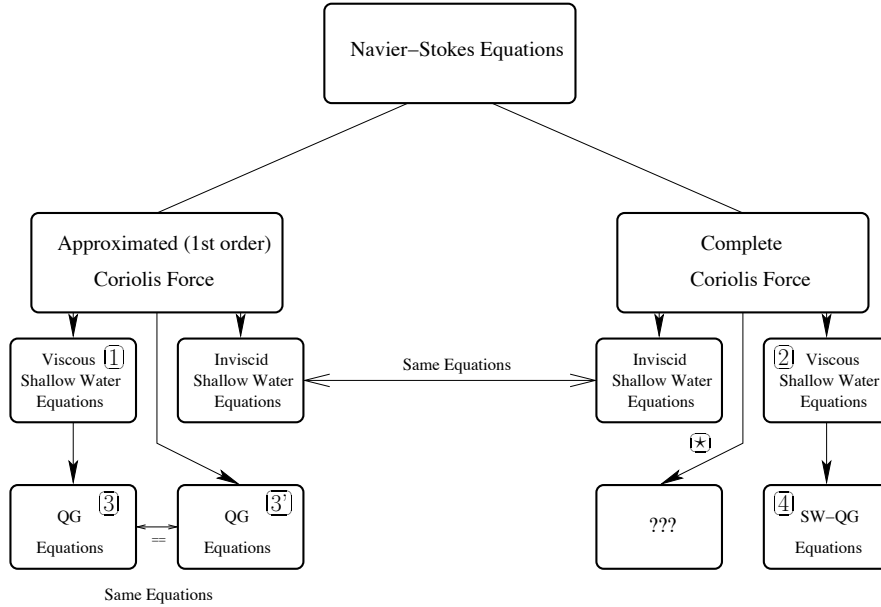 Navier–Stokes Equations
Approximated (1st order)
Coriolis Force
Complete
Coriolis Force
Viscous 1
Shallow Water
Equations
Inviscid
Shallow Water
Equations
Same Equations
Inviscid
Shallow Water
Equations
2 Viscous
Shallow Water
Equations
⋆
QG 3
Equations
==
QG 3'
Equations
???
4 SW–QG
Equations
Same Equations